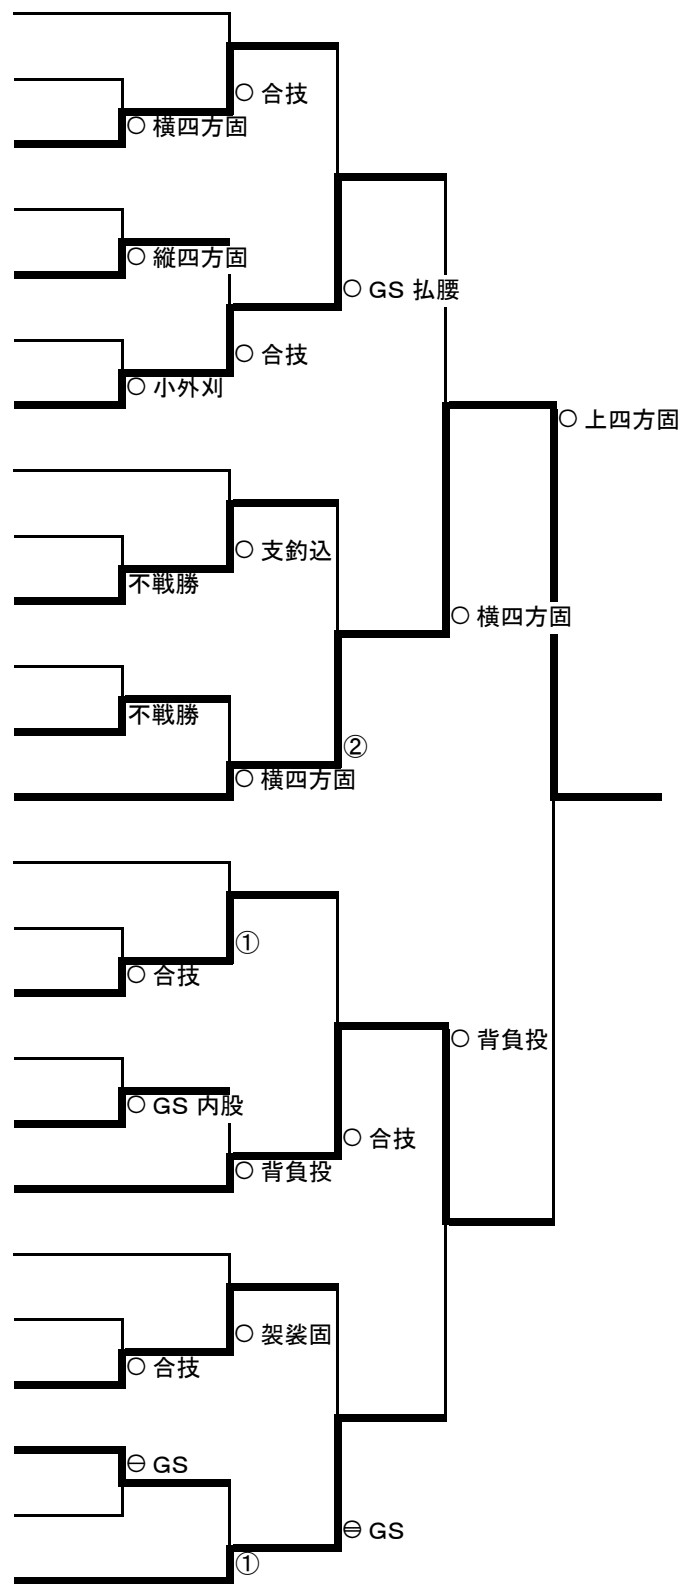 ○ 合技
○ 横四方固
○ 縦四方固
○ GS 払腰
○ 合技
○ 小外刈
○ 上四方固
○ 支釣込
不戦勝
○ 横四方固
不戦勝
②
○ 横四方固
①
○ 合技
○ 背負投
○ GS 内股
○ 合技
○ 背負投
○ 袈裟固
○ 合技
⊖ GS
⊜ GS
①